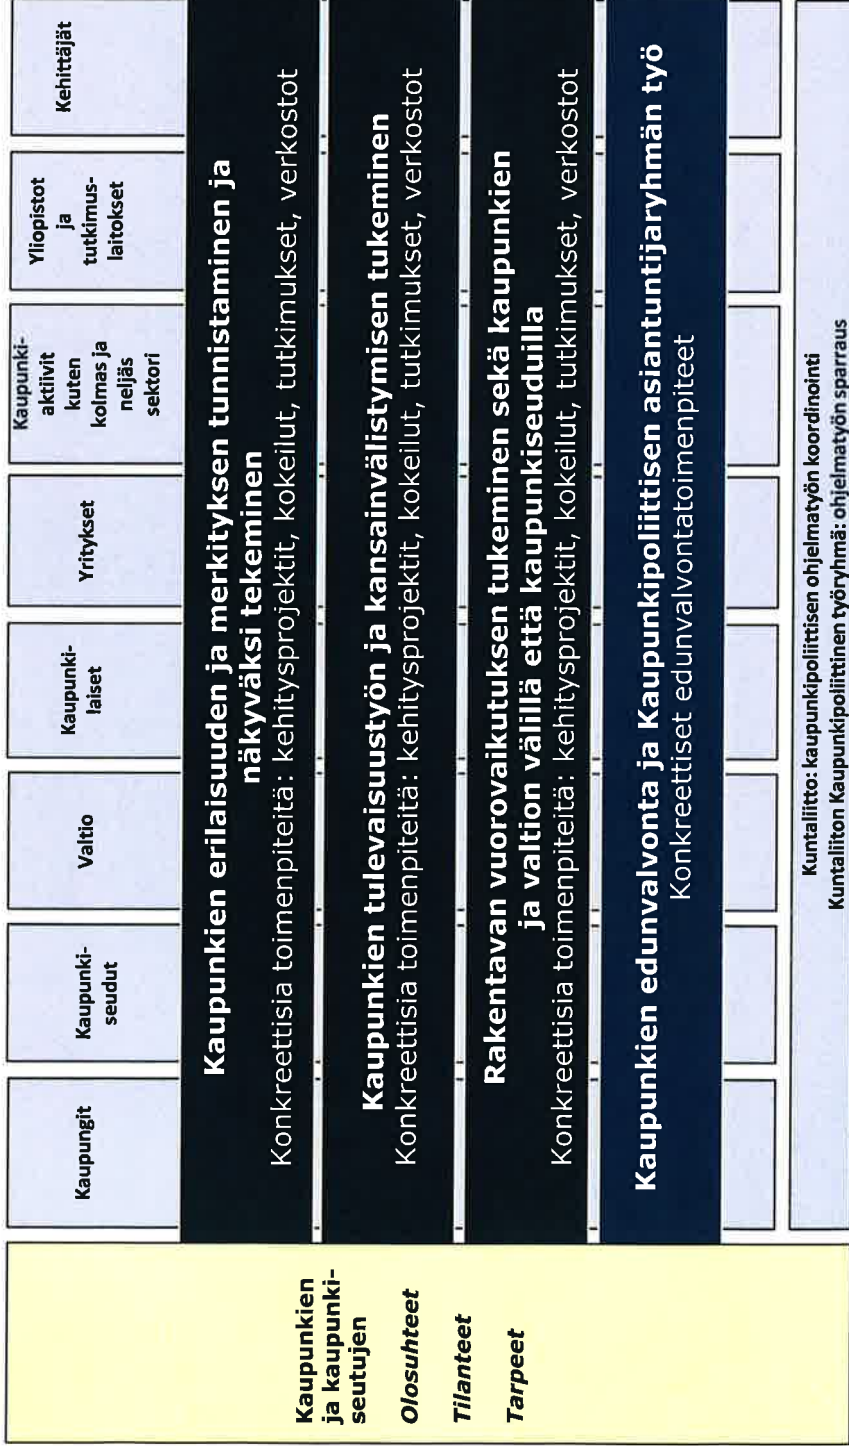 Kaupunkien
ja kaupunki-
seutujen
Olosuhteet
Tilanteet
Tarpeet
Kaupungit
Kaupunki-
seudut
Valtio
Kaupunki-
laiset
Yritykset
Kaupunki-
aktiivit
kuten
kolmas ja
neljäs
sektori
Yliopistot
ja
tutkimus-
laitokset
Kehittäjät
Kaupunkien erilaisuuden ja merkityksen tunnistaminen ja
näkyväksi tekeminen
Konkreettisia toimenpiteitä: kehitysprojektit, kokeilut, tutkimukset, verkostot
Kaupunkien tulevaisuustyön ja kansainvälistymisen tukeminen
Konkreettisia toimenpiteitä: kehitysprojektit, kokeilut, tutkimukset, verkostot
Rakentavan vuorovaikutuksen tukeminen sekä kaupunkien
ja valtion välillä että kaupunkiseuduilla
Konkreettisia toimenpiteitä: kehitysprojektit, kokeilut, tutkimukset, verkostot
Kaupunkien edunvalvonta ja Kaupunkipoliittisen asiantuntijaryhmän työ
Konkreettiset edunvalvontatoimenpiteet
Kuntaliitto: kaupunkipoliittisen ohjelmatyön koordinointi
Kuntaliiton Kaupunkipoliittinen työryhmä: ohjelmatyön sparraus